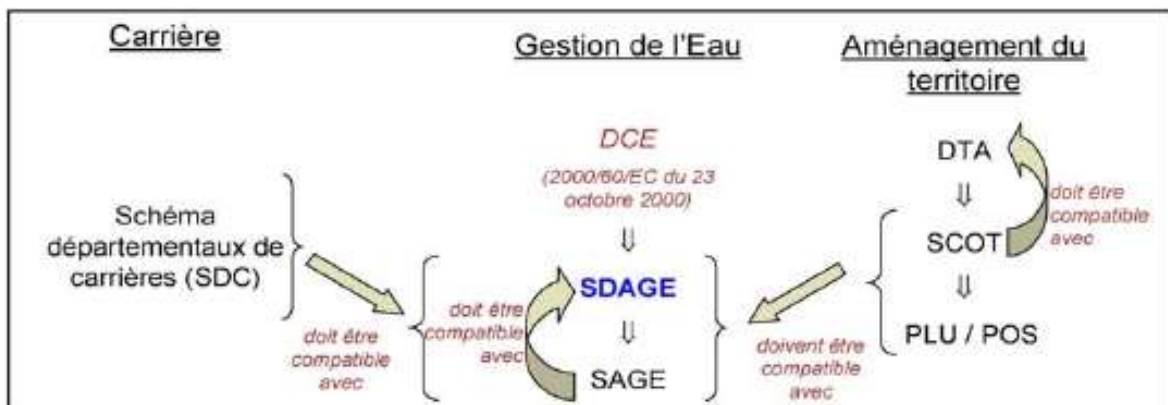 Carrière
Gestion de l'Eau
Aménagement du
territoire
DCE
(2000/60/EC du 23
octobre 2000)
DTA
doit être
compatible
avec
Schéma
départementaux de
carrières (SDC)
SCOT
SDAGE
doit être
compatible
avec
PLU / POS
doit être
compatible
avec
doivent être
compatible
avec
SAGE